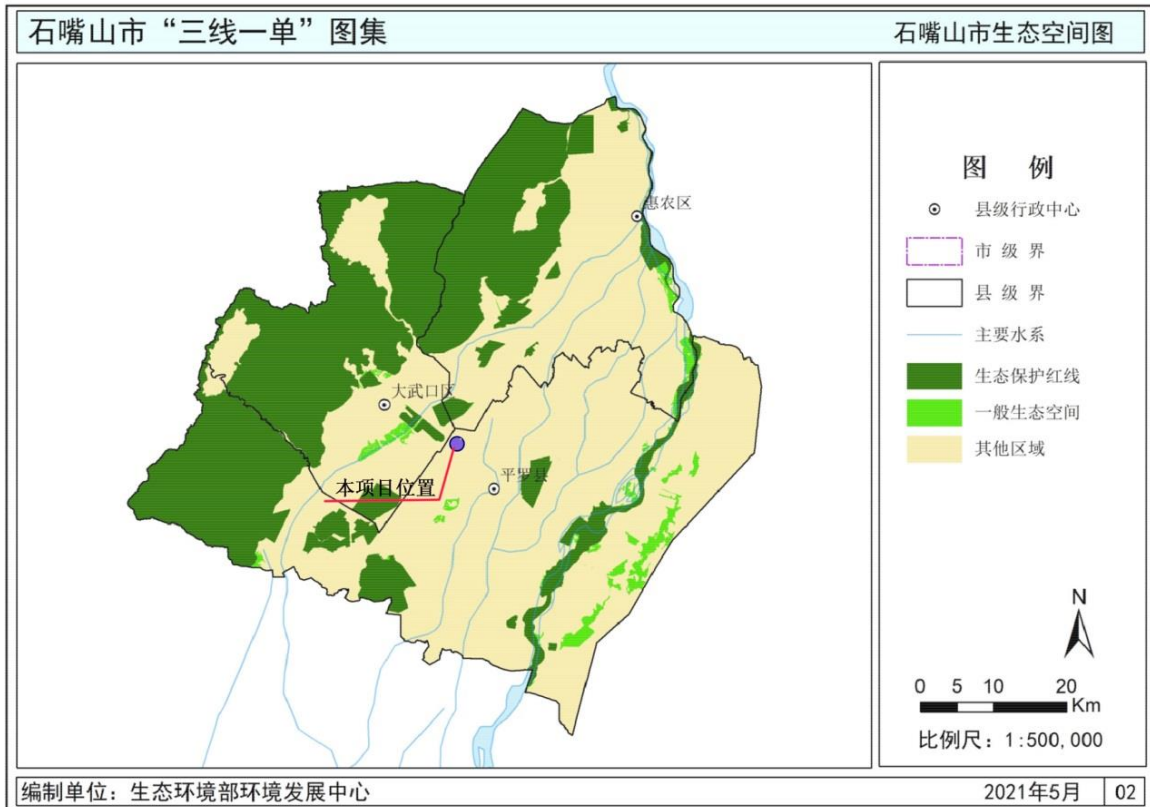 石嘴山市“三线一单”图集
石嘴山市生态空间图
惠农区
大武口区
本项目位置
平罗县
图 例
县级行政中心
市 级 界
县 级 界
主要水系
生态保护红线
一般生态空间
其他区域
N
0 5 10 20
Km
比例尺：1:500,000
编制单位：生态环境部环境发展中心
2021年5月
02